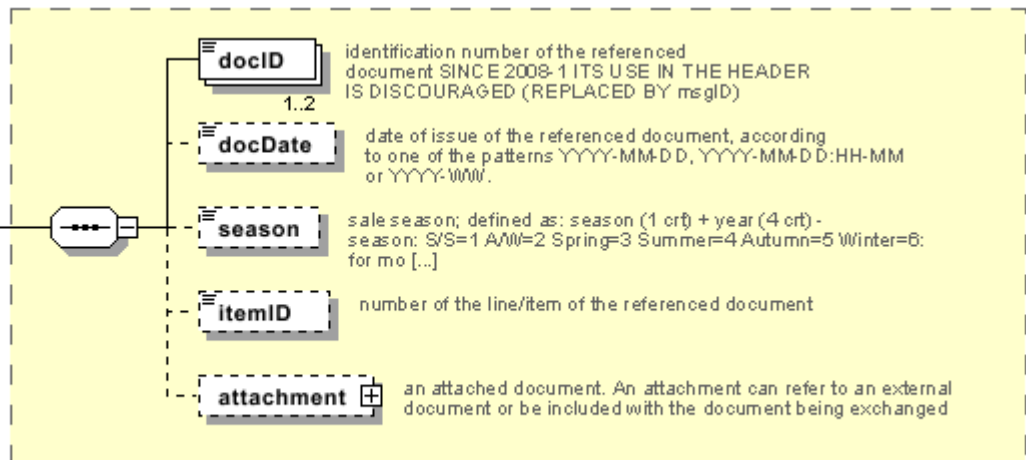 docID
1..2
identification number of the referenced
document SINCE 2008-1 ITS USE IN THE HEADER
IS DISCOURAGED (REPLACED BY msgID)
docDate
date of issue of the referenced document, according
to one of the patterns YYYY-MM-DD, YYYY-MM-DD:HH-MM
or YYYY-WW.
season
sale season; defined as: season (1 crt) + year (4 crt) -
season: S/S=1 A/W=2 Spring=3 Summer=4 Autumn=5 Winter=6:
for mo [...]
itemID
number of the line/item of the referenced document
attachment
an attached document. An attachment can refer to an external
document or be included with the document being exchanged